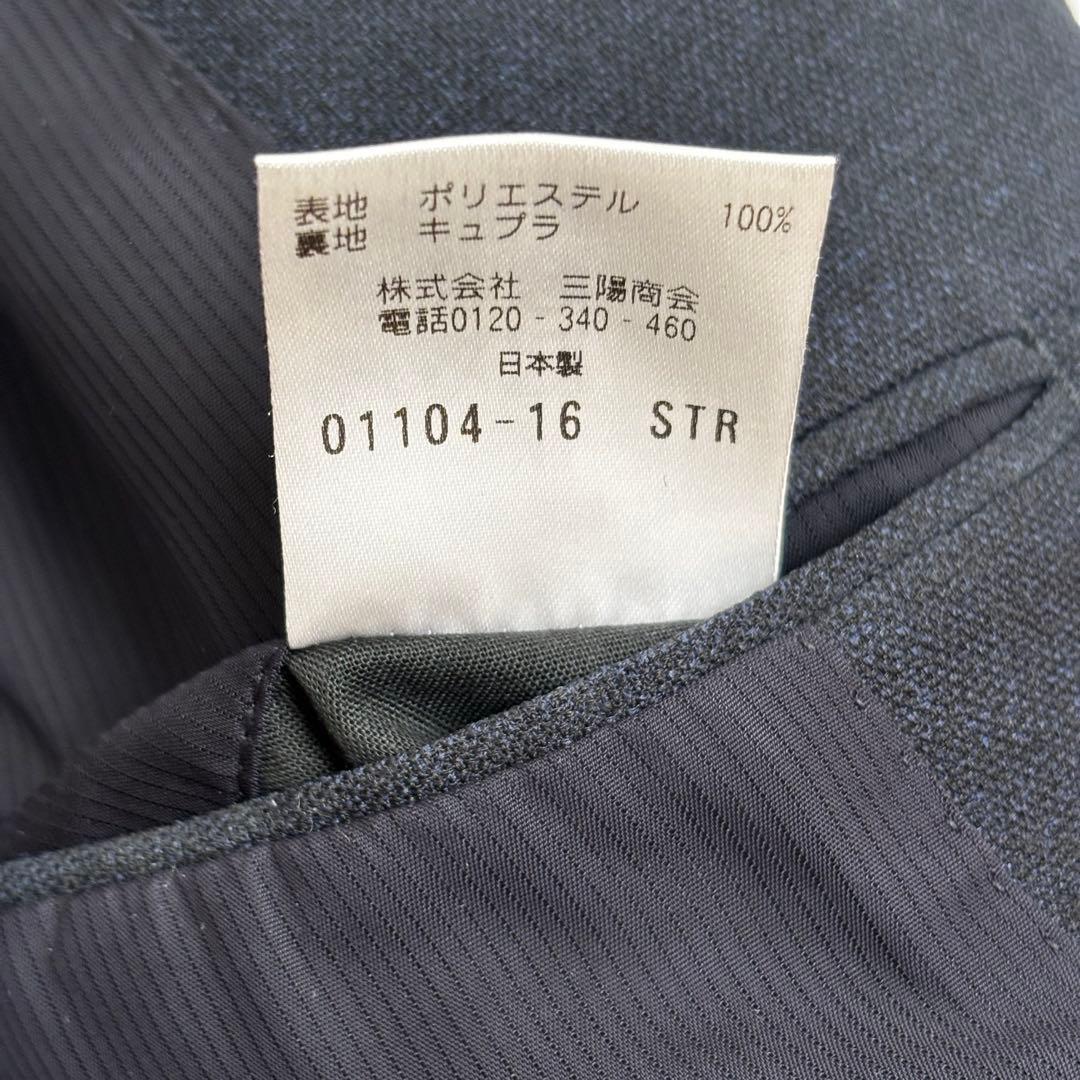 表地 ポリエステル 100%
裏地 キュプラ
株式会社 三陽商会
電話0120-340-460
日本製
01104-16 STR